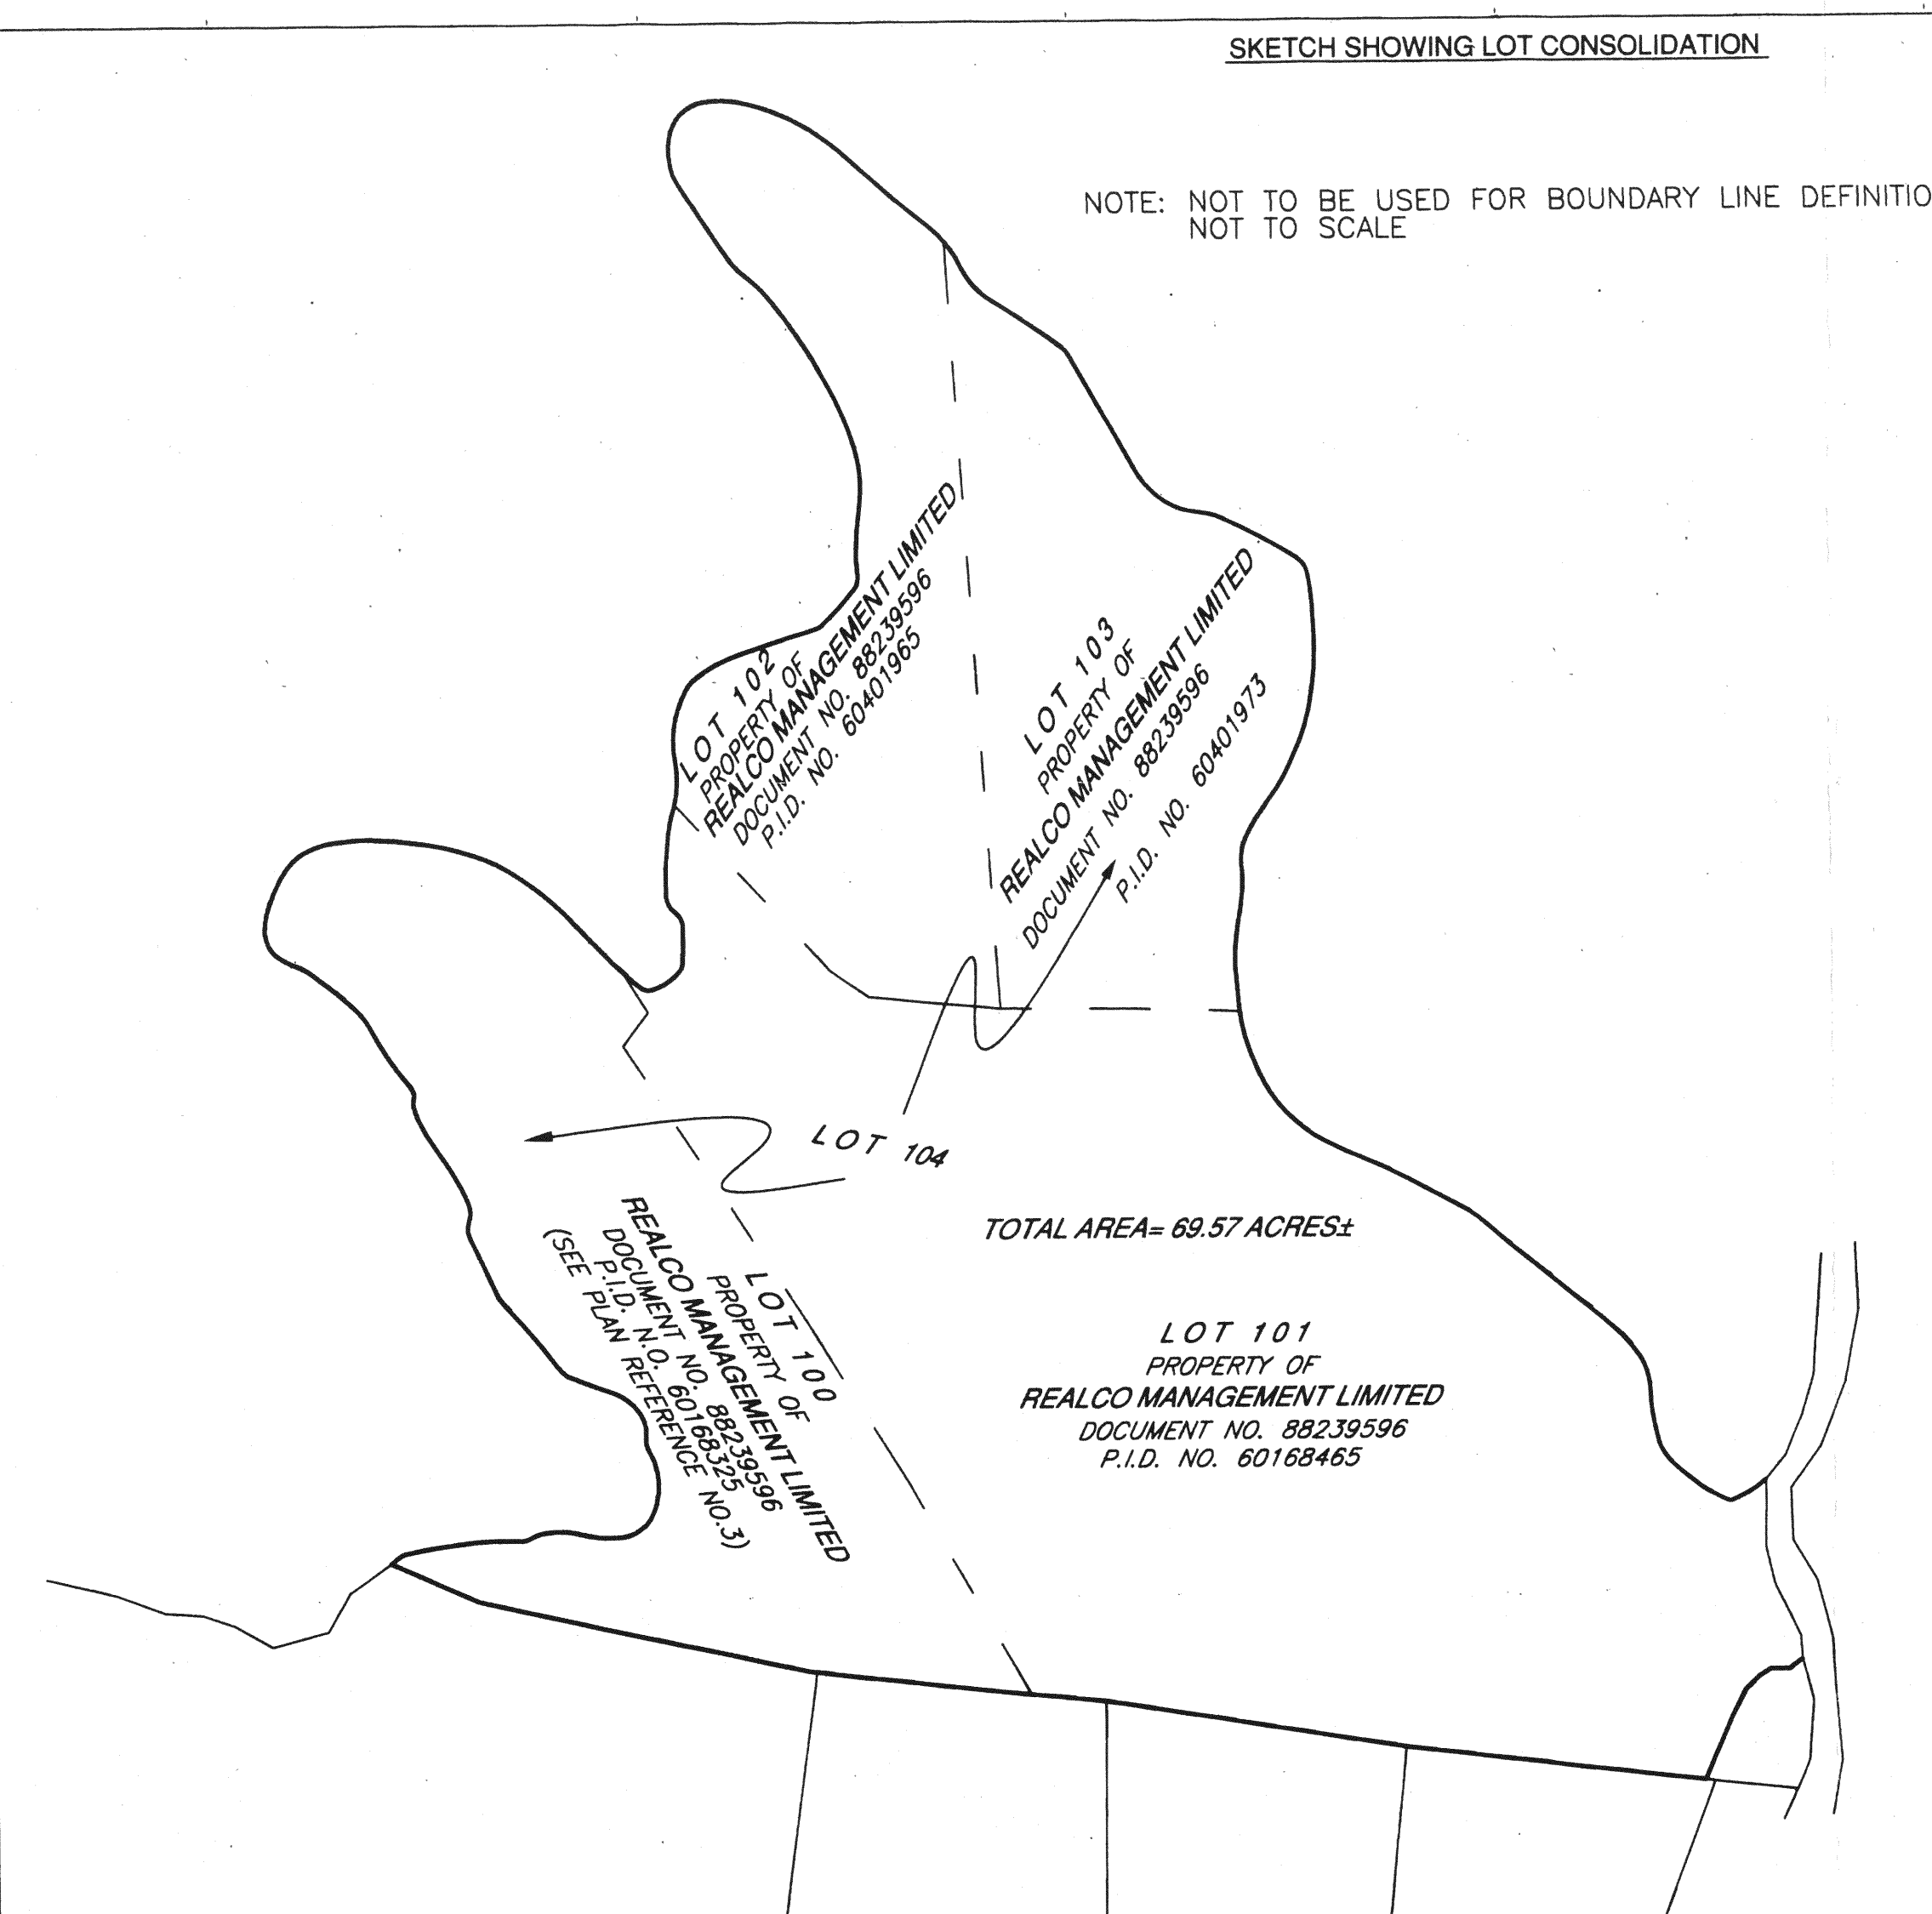 SKETCH SHOWING LOT CONSOLIDATION
NOTE: NOT TO BE USED FOR BOUNDARY LINE DEFINITIO
NOT TO SCALE
LOT 102
PROPERTY OF
REALCO MANAGEMENT LIMITED
DOCUMENT NO. 88239596
P.I.D. NO. 60401965
LOT 103
PROPERTY OF
REALCO MANAGEMENT LIMITED
DOCUMENT NO. 88239596
P.I.D. NO. 60401973
LOT 104
TOTAL AREA= 69.57 ACRES±
LOT 100
PROPERTY OF
REALCO MANAGEMENT LIMITED
DOCUMENT NO. 88239596
P.I.D. N.O. 60168325
(SEE PLAN REFERENCE NO.3)
LOT 101
PROPERTY OF
REALCO MANAGEMENT LIMITED
DOCUMENT NO. 88239596
P.I.D. NO. 60168465